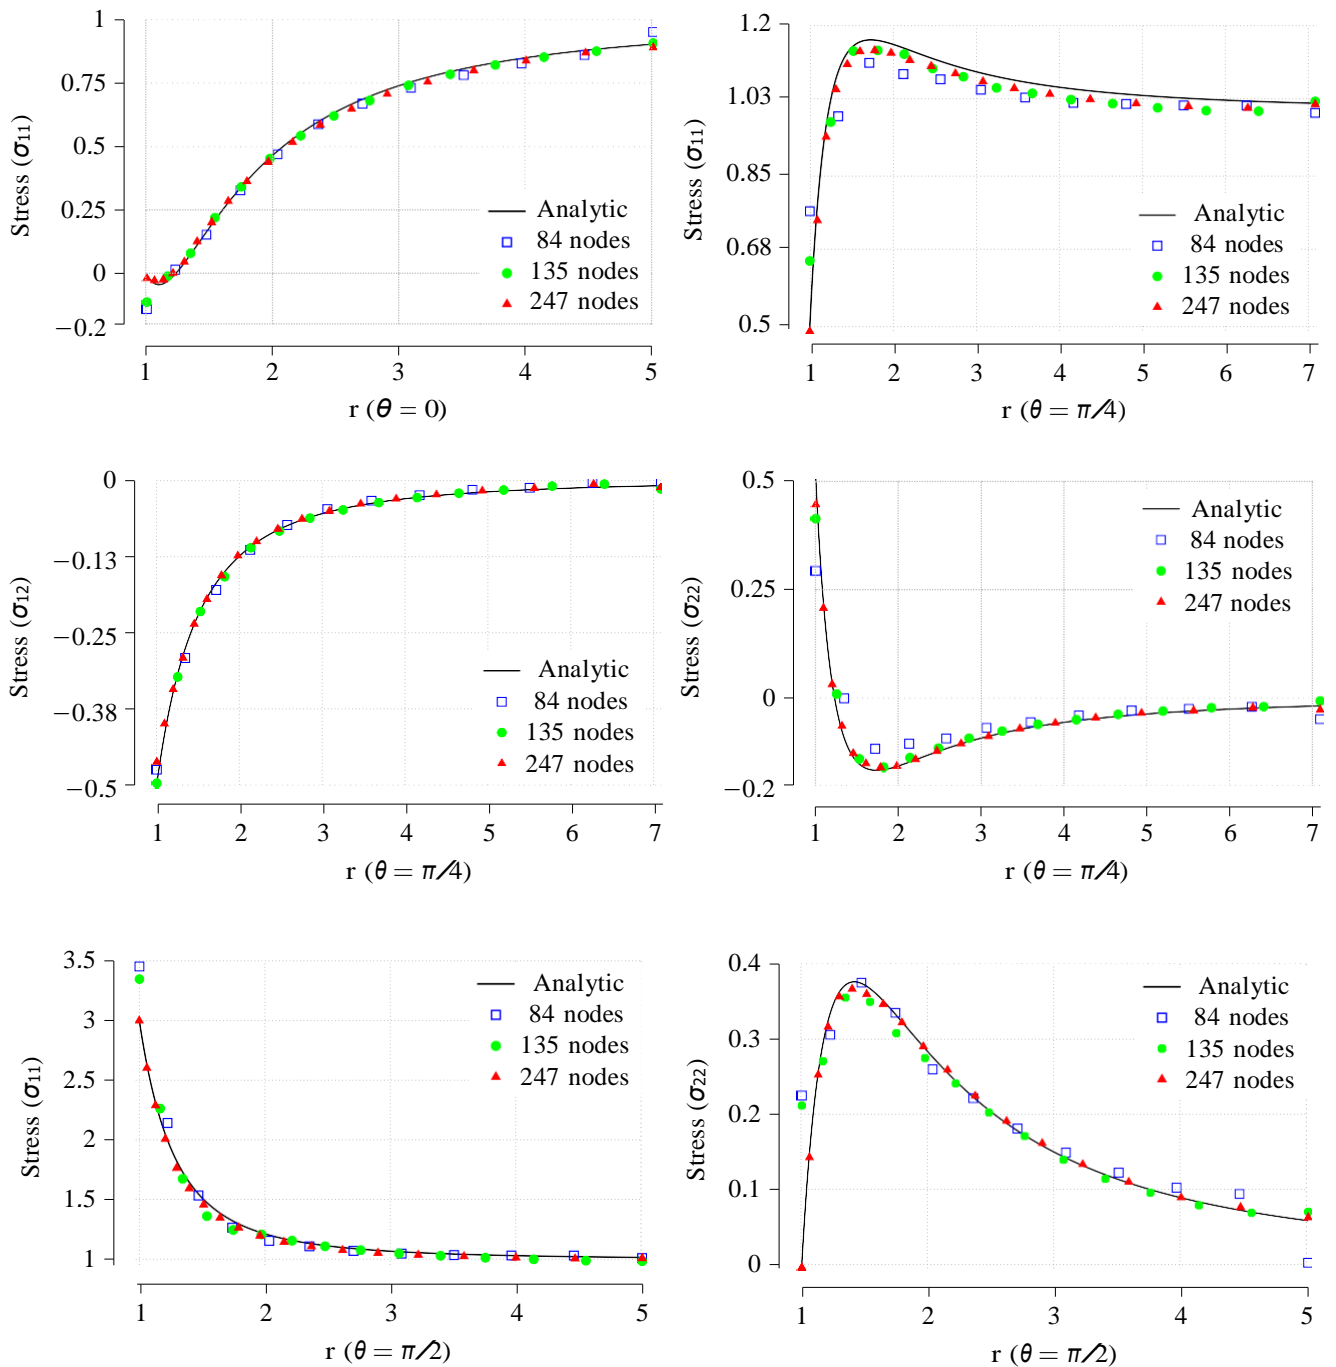 1
0.75
0.5
0.25
0
−0.2
Stress (σ11)
Analytic
84 nodes
135 nodes
247 nodes
1 2 3 4 5
r (θ = 0)
1.2
1.03
0.85
0.68
0.5
Stress (σ11)
Analytic
84 nodes
135 nodes
247 nodes
1 2 3 4 5 6 7
r (θ = π/4)
0
−0.13
−0.25
−0.38
−0.5
Stress (σ12)
Analytic
84 nodes
135 nodes
247 nodes
1 2 3 4 5 6 7
r (θ = π/4)
0.5
0.25
0
−0.2
Stress (σ22)
Analytic
84 nodes
135 nodes
247 nodes
1 2 3 4 5 6 7
r (θ = π/4)
3.5
3
2.5
2
1.5
1
Stress (σ11)
Analytic
84 nodes
135 nodes
247 nodes
1 2 3 4 5
r (θ = π/2)
0.4
0.3
0.2
0.1
0
Stress (σ22)
Analytic
84 nodes
135 nodes
247 nodes
1 2 3 4 5
r (θ = π/2)